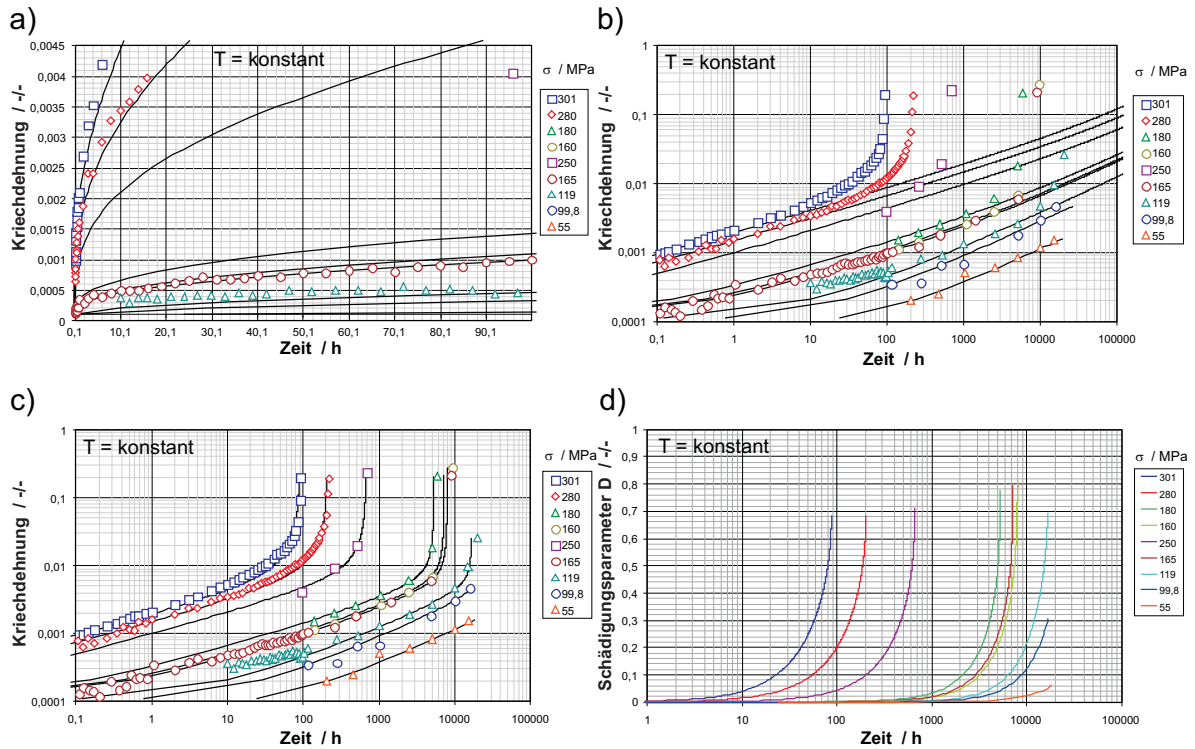 a)
T = konstant
Kriechdehnung / -/-
0,0045
0,004
0,0035
0,003
0,0025
0,002
0,0015
0,001
0,0005
0
0,1 10,1 20,1 30,1 40,1 50,1 60,1 70,1 80,1 90,1
Zeit / h
σ / MPa
301
280
180
160
250
165
119
99,8
55
b)
T = konstant
Kriechdehnung / -/-
1
0,1
0,01
0,001
0,0001
0,1 1 10 100 1000 10000 100000
Zeit / h
σ / MPa
301
280
180
160
250
165
119
99,8
55
c)
T = konstant
Kriechdehnung / -/-
1
0,1
0,01
0,001
0,0001
0,1 1 10 100 1000 10000 100000
Zeit / h
σ / MPa
301
280
180
160
250
165
119
99,8
55
d)
T = konstant
Schädigungsparameter D / -/-
1
0,9
0,8
0,7
0,6
0,5
0,4
0,3
0,2
0,1
0
1 10 100 1000 10000 100000
Zeit / h
σ / MPa
301
280
180
160
250
165
119
99,8
55